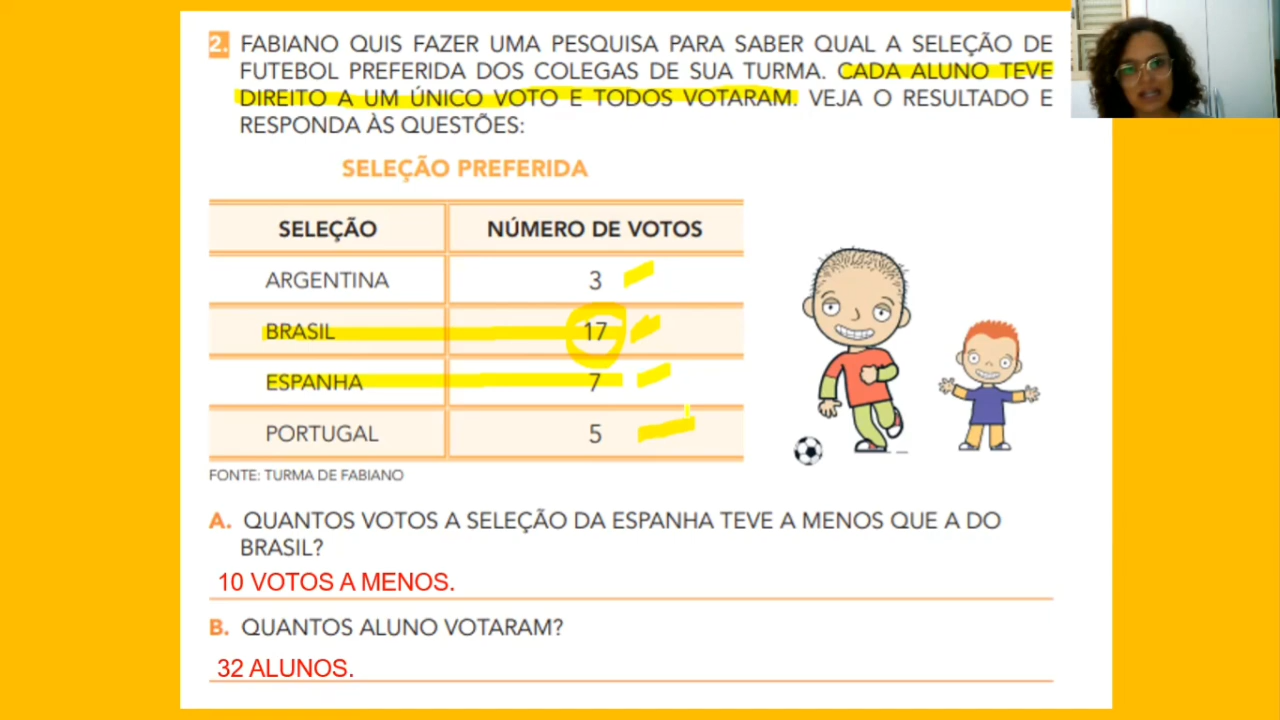 2. FABIANO QUIS FAZER UMA PESQUISA PARA SABER QUAL A SELEÇÃO DE
FUTEBOL PREFERIDA DOS COLEGAS DE SUA TURMA. CADA ALUNO TEVE
DIREITO A UM ÚNICO VOTO E TODOS VOTARAM. VEJA O RESULTADO E
RESPONDA ÀS QUESTÕES:
SELEÇÃO PREFERIDA
SELEÇÃO NÚMERO DE VOTOS
ARGENTINA 3
BRASIL 17
ESPANHA 7
PORTUGAL 5
FONTE: TURMA DE FABIANO
A. QUANTOS VOTOS A SELEÇÃO DA ESPANHA TEVE A MENOS QUE A DO
BRASIL?
10 VOTOS A MENOS.
B. QUANTOS ALUNO VOTARAM?
32 ALUNOS.